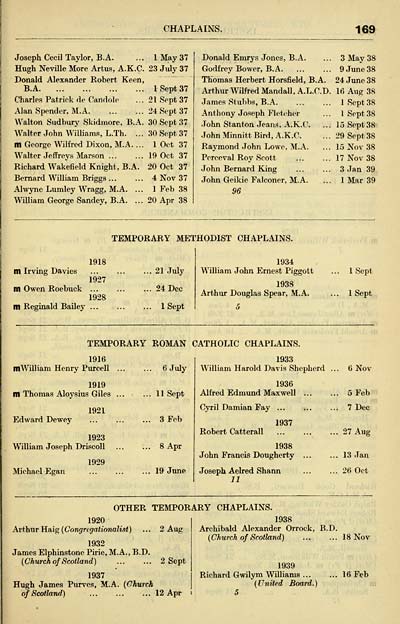 CHAPLAINS.
169
Joseph Cecil Taylor, B.A. ... 1 May 37
Hugh Neville More Artus, A.K.C. 23 July 37
Donald Alexander Robert Keen,
B.A. ... ... ... ... 1 Sept 37
Charles Patrick de Candole ... 21 Sept 37
Alan Spender, M.A. ... ... 24 Sept 37
Walton Sudbury Skidmore, B.A. 30 Sept 37
Walter John Williams, L.Th. ... 30 Sept 37
m George Wilfred Dixon, M.A. ... 1 Oct 37
Walter Jeffreys Marson ... ... 19 Oct 37
Richard Wakefield Knight, B.A. 20 Oct 37
Bernard William Briggs ... ... 4 Nov 37
Alwyne Lumley Wragg, M.A. ... 1 Feb 38
William George Sandey, B.A. ... 20 Apr 38
Donald Emrys Jones, B.A. ... 3 May 38
Godfrey Bower, B.A. ... ... 9 June 38
Thomas Herbert Horsfield, B.A. 24 June 38
Arthur Wilfred Mandall, A.L.C.D. 16 Aug 38
James Stubbs, B.A. ... ... 1 Sept 38
Anthony Joseph Fletcher ... 1 Sept 38
John Stanton Jeans, A.K.C. ... 15 Sept 38
John Minnitt Bird, A.K.C. ... 29 Sept 38
Raymond John Lowe, M.A. ... 15 Nov 38
Perceval Roy Scott ... ... 17 Nov 38
John Bernard King ... ... 3 Jan 39
John Geikie Falconer, M.A. ... 1 Mar 39
96
TEMPORARY METHODIST CHAPLAINS.
1918
m Irving Davies ... ... ... 21 July
1927
m Owen Roebuck ... ... ... 24 Dec
1928
m Reginald Bailey ... ... ... 1 Sept
1934
William John Ernest Piggott ... 1 Sept
1938
Arthur Douglas Spear, M.A. ... 1 Sept
5
TEMPORARY ROMAN CATHOLIC CHAPLAINS.
1916
m William Henry Purcell ... ... 6 July
1919
m Thomas Aloysius Giles ... ... 11 Sept
1921
Edward Dewey ... ... ... 3 Feb
1923
William Joseph Driscoll ... ... 8 Apr
1929
Michael Egan ... ... ... 19 June
1933
William Harold Davis Shepherd ... 6 Nov
1936
Alfred Edmund Maxwell ... ... 5 Feb
Cyril Damian Fay ... ... ... 7 Dec
1937
Robert Catterall ... ... ... 27 Aug
1938
John Francis Dougherty ... ... 13 Jan
Joseph Aelred Shann ... ... 26 Oct
11
OTHER TEMPORARY CHAPLAINS.
1920
Arthur Haig (Congregationalist) ... 2 Aug
1932
James Elphinstone Pirie, M.A., B.D.
(Church of Scotland) ... ... 2 Sept
1937
Hugh James Purves, M.A. (Church
of Scotland) ... ... ... 12 Apr
1938
Archibald Alexander Orrock, B.D.
(Church of Scotland) ... ... 18 Nov
1939
Richard Gwilym Williams ... ... 16 Feb
(United Board.)
5